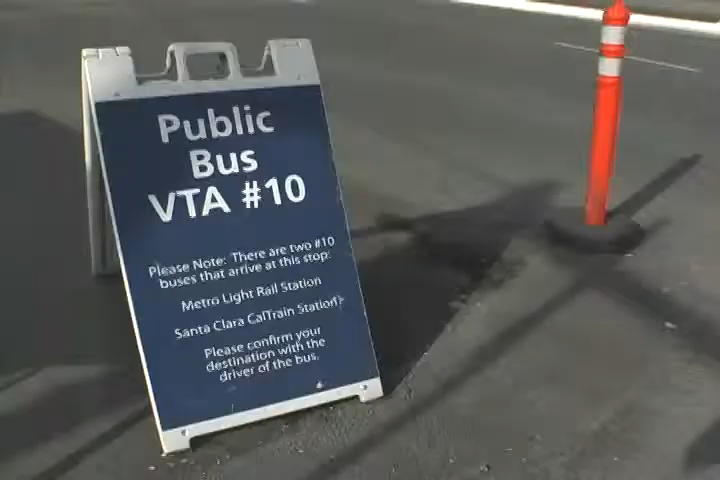 Public
Bus
VTA #10
Please Note: There are two #10
buses that arrive at this stop:
Metro Light Rail Station
Santa Clara CalTrain Station
Please confirm your
destination with the
driver of the bus.